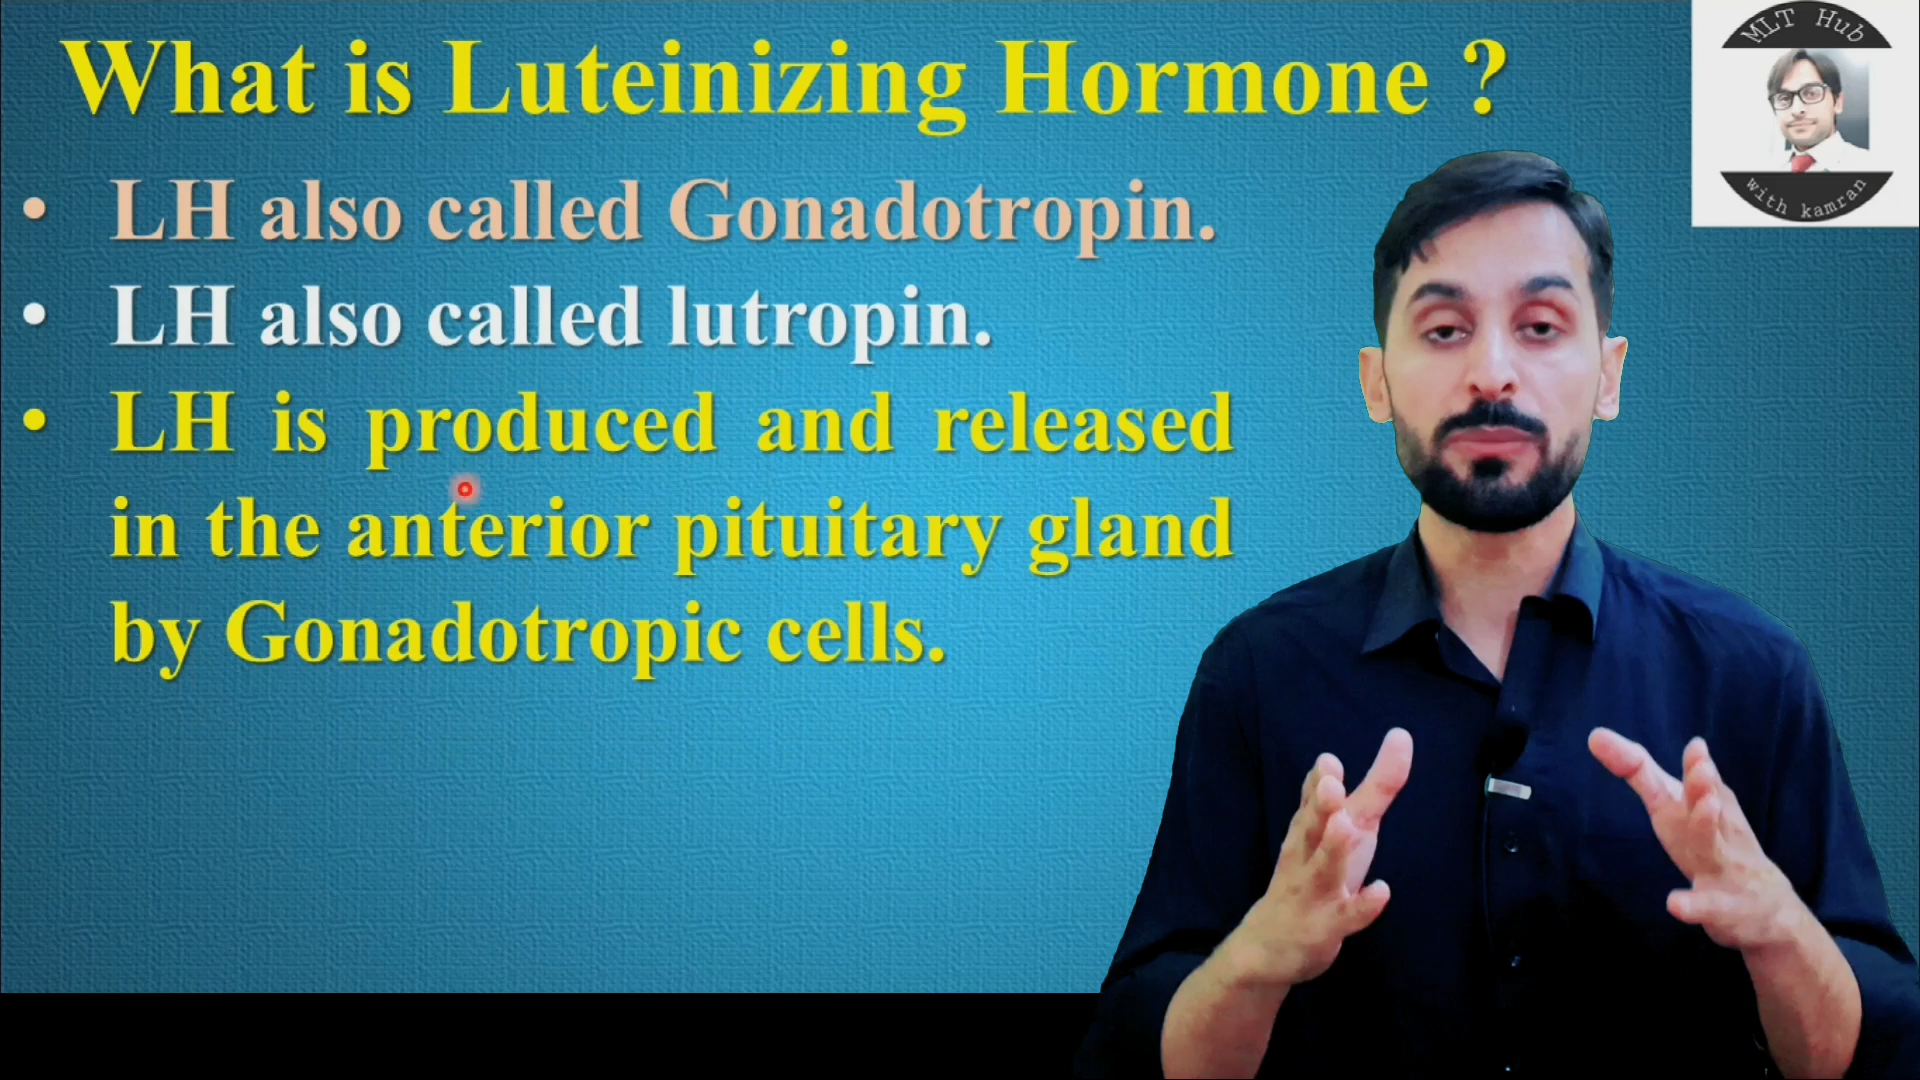 What is Luteinizing Hormone ?
• LH also called Gonadotropin.
• LH also called lutropin.
• LH is produced and released
in the anterior pituitary gland
by Gonadotropic cells.
MLT Hub
with kamran